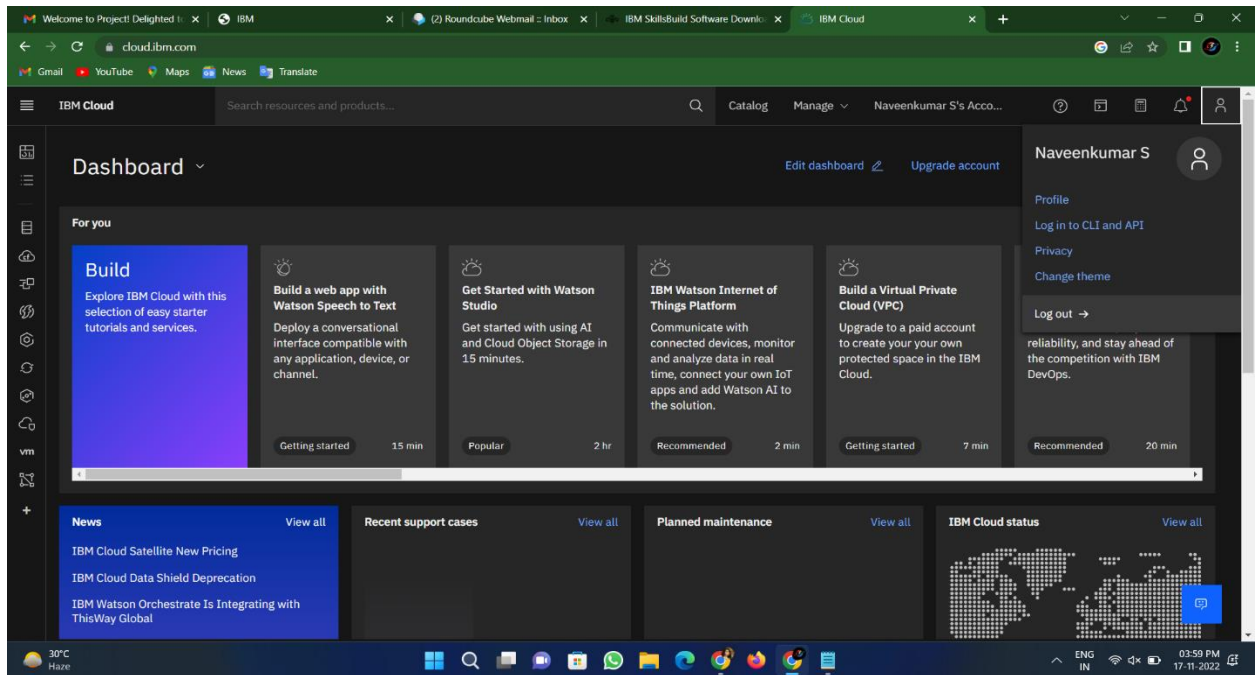 Welcome to Project! Delighted to
IBM
(2) Roundcube Webmail :: Inbox
IBM SkillsBuild Software Downlo
IBM Cloud
cloud.ibm.com
Gmail
YouTube
Maps
News
Translate
IBM Cloud
Search resources and products...
Catalog
Manage
Naveenkumar S's Acco...
Dashboard
Edit dashboard
Upgrade account
Naveenkumar S
Profile
Log in to CLI and API
Privacy
Change theme
Log out →
For you
Build
Explore IBM Cloud with this
selection of easy starter
tutorials and services.
Build a web app with
Watson Speech to Text
Deploy a conversational
interface compatible with
any application, device, or
channel.
Getting started
15 min
Get Started with Watson
Studio
Get started with using AI
and Cloud Object Storage in
15 minutes.
Popular
2 hr
IBM Watson Internet of
Things Platform
Communicate with
connected devices, monitor
and analyze data in real
time, connect your own IoT
apps and add Watson AI to
the solution.
Recommended
2 min
Build a Virtual Private
Cloud (VPC)
Upgrade to a paid account
to create your your own
protected space in the IBM
Cloud.
Getting started
7 min
reliability, and stay ahead of
the competition with IBM
DevOps.
Recommended
20 min
vm
News
View all
IBM Cloud Satellite New Pricing
IBM Cloud Data Shield Deprecation
IBM Watson Orchestrate Is Integrating with
ThisWay Global
Recent support cases
View all
Planned maintenance
View all
IBM Cloud status
View all
30°C
Haze
ENG
IN
03:59 PM
17-11-2022